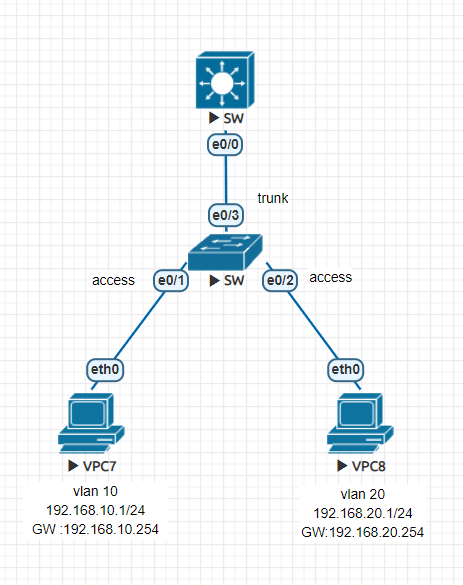 SW
e0/0
trunk
e0/3
access
e0/1
SW
e0/2
access
eth0
eth0
VPC7
VPC8
vlan 10
192.168.10.1/24
GW :192.168.10.254
vlan 20
192.168.20.1/24
GW:192.168.20.254